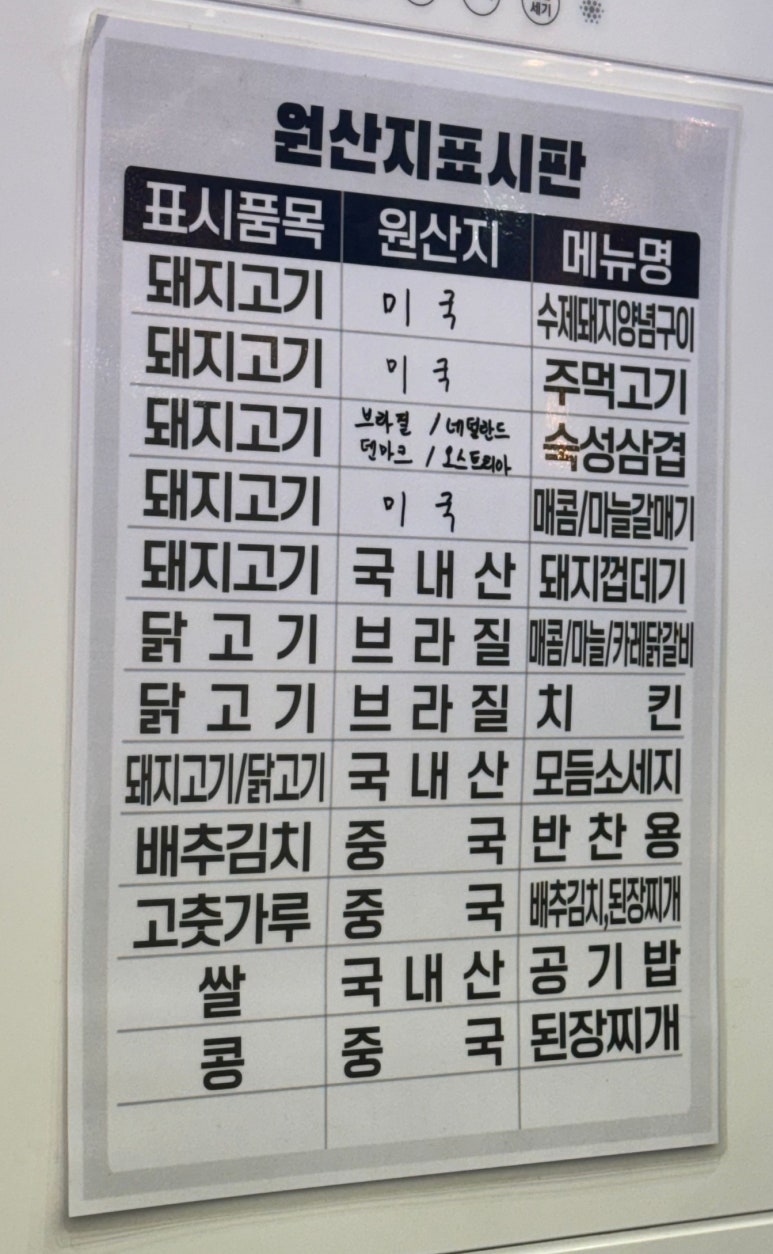 세기
원산지표시판
표시품목 원산지 메뉴명
돼지고기 미국 수제돼지양념구이
돼지고기 미국 주먹고기
돼지고기 브라질 / 네덜란드 덴마크 / 오스트리아 숙성삼겹
돼지고기 미국 매콤/마늘갈매기
돼지고기 국내산 돼지껍데기
닭고기 브라질 매콤/마늘/카레닭갈비
닭고기 브라질 치킨
돼지고기/닭고기 국내산 모듬소세지
배추김치 중국 반찬용
고춧가루 중국 배추김치,된장찌개
쌀 국내산 공기밥
콩 중국 된장찌개